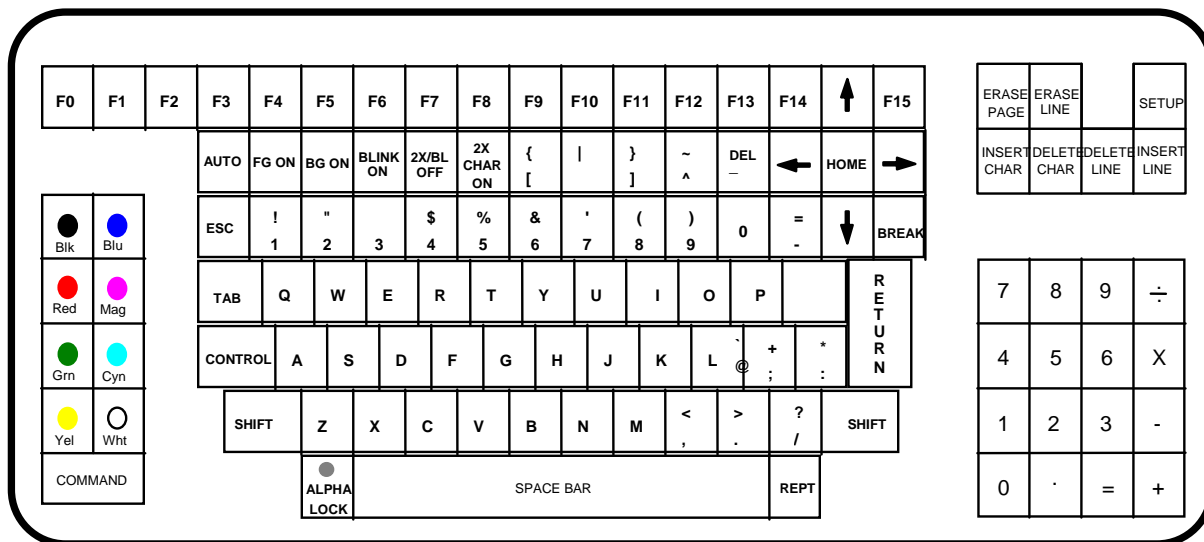 F0 F1 F2 F3 F4 F5 F6 F7 F8 F9 F10 F11 F12 F13 F14 F15
ERASE PAGE
ERASE LINE
SETUP
AUTO
FG ON
BG ON
BLINK ON
2X/BL OFF
2X CHAR ON
{ [
|
} ]
~ ^
DEL _
HOME
INSERT CHAR
DELETE CHAR
DELETE LINE
INSERT LINE
ESC
! 1
" 2
3
$ 4
% 5
& 6
' 7
( 8
) 9
0
= -
BREAK
Blk
Blu
TAB Q W E R T Y U I O P
RETURN
Red
Mag
7 8 9 ÷
CONTROL A S D F G H J K L
` @
+ ;
* :
Grn
Cyn
4 5 6 X
SHIFT Z X C V B N M
< ,
> .
? /
SHIFT
Yel
Wht
1 2 3 -
COMMAND
ALPHA LOCK
SPACE BAR
REPT
0 . = +